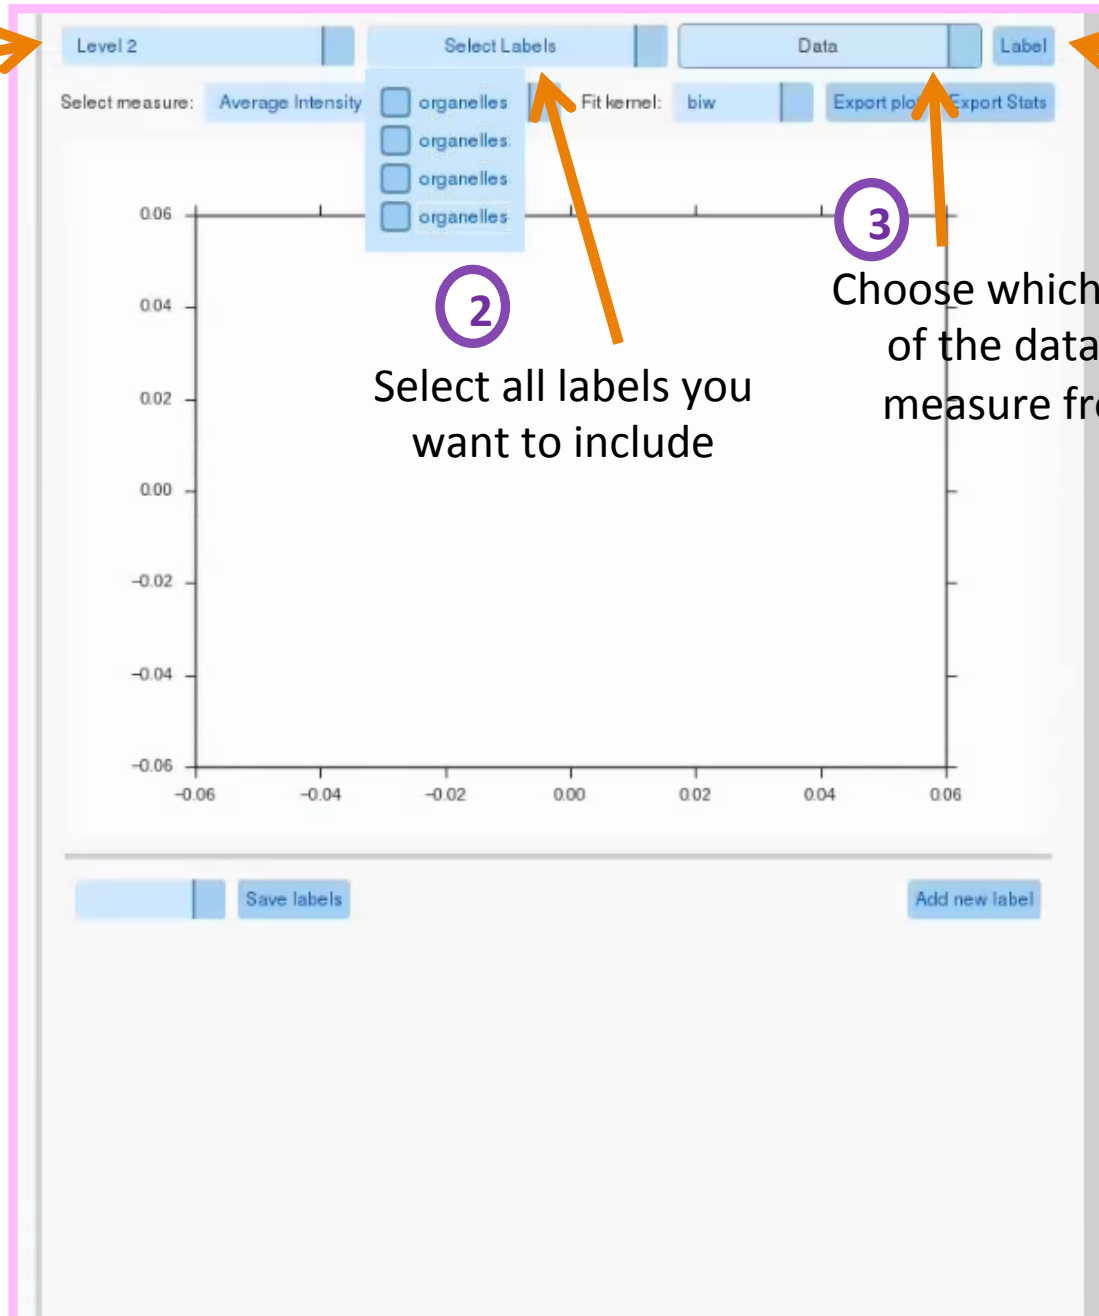 Level 2 Select Labels Data Label
Select measure: Average Intensity Fit kernel: biw Export plo Export Stats
organelles
organelles
organelles
organelles
0.06
3
Choose which
of the data
measure fr
2
Select all labels you
want to include
0.04
0.02
0.00
-0.02
-0.04
-0.06
-0.06 -0.04 -0.02 0.00 0.02 0.04 0.06
Save labels Add new label